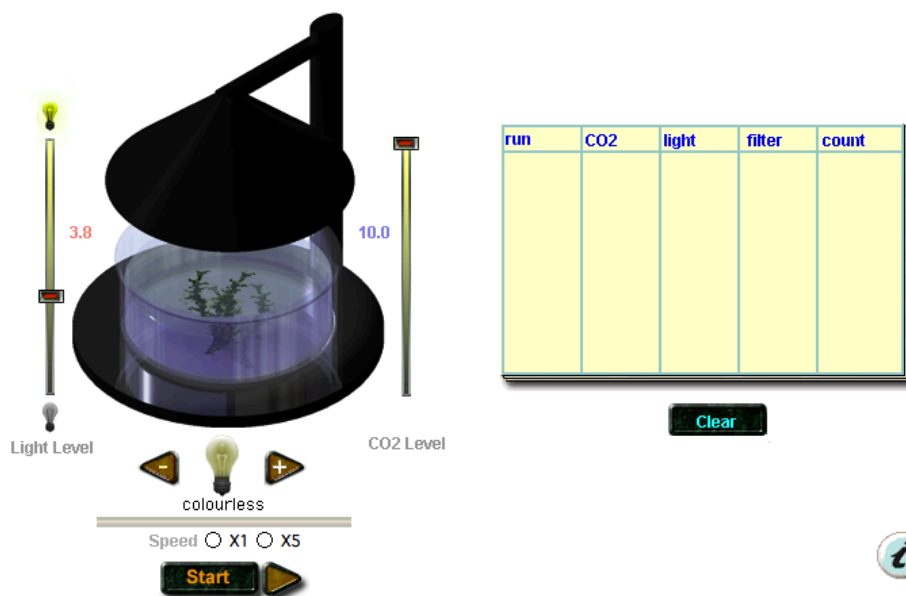 run CO2 light filter count
3.8
10.0
Clear
Light Level
CO2 Level
- +
colourless
Speed X1 X5
Start
i